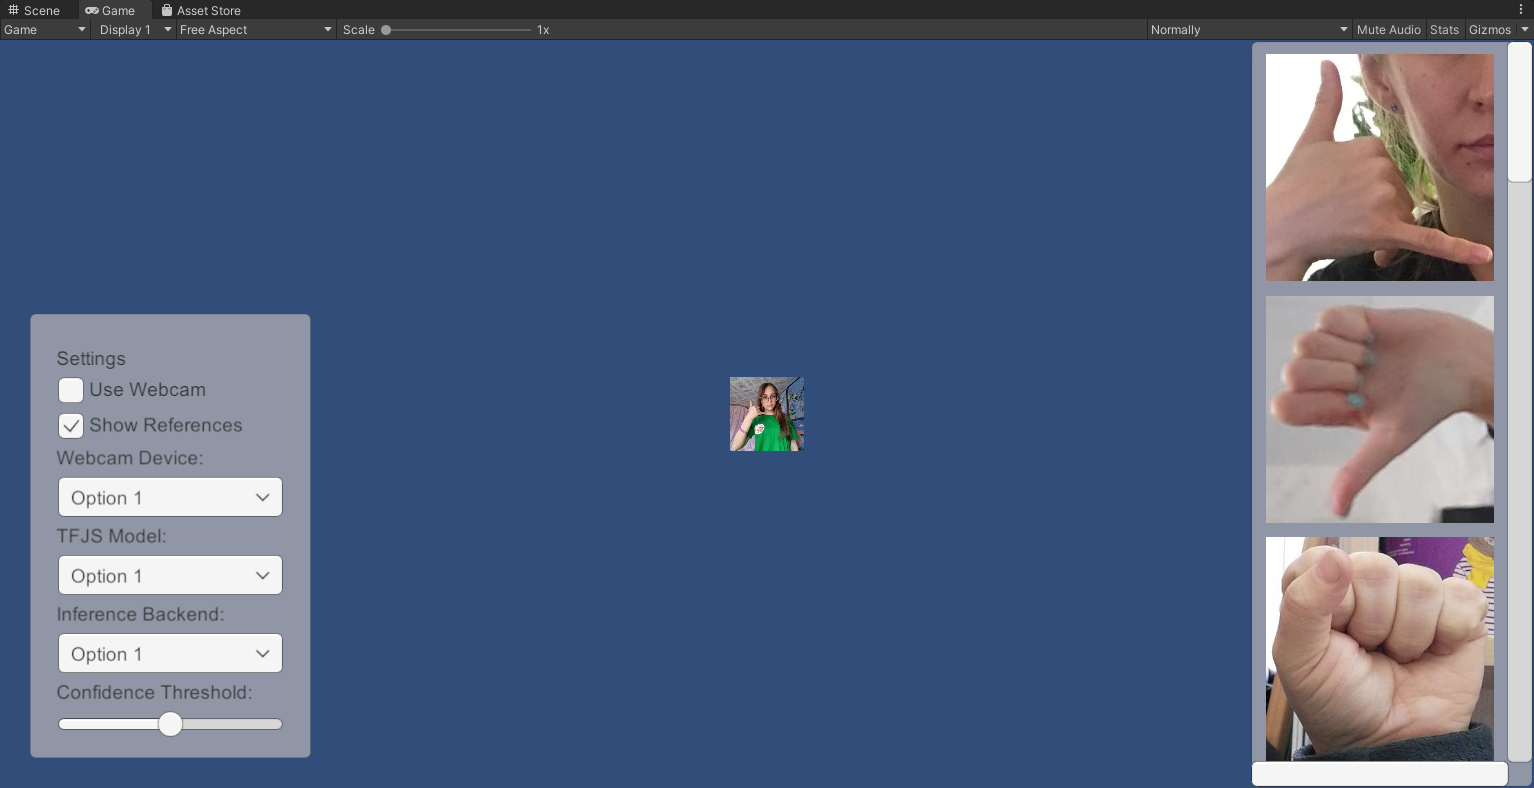 Scene Game Asset Store
Game Display 1 Free Aspect Scale 1x Normally Mute Audio Stats Gizmos
Settings
Use Webcam
Show References
Webcam Device:
Option 1
TFJS Model:
Option 1
Inference Backend:
Option 1
Confidence Threshold: